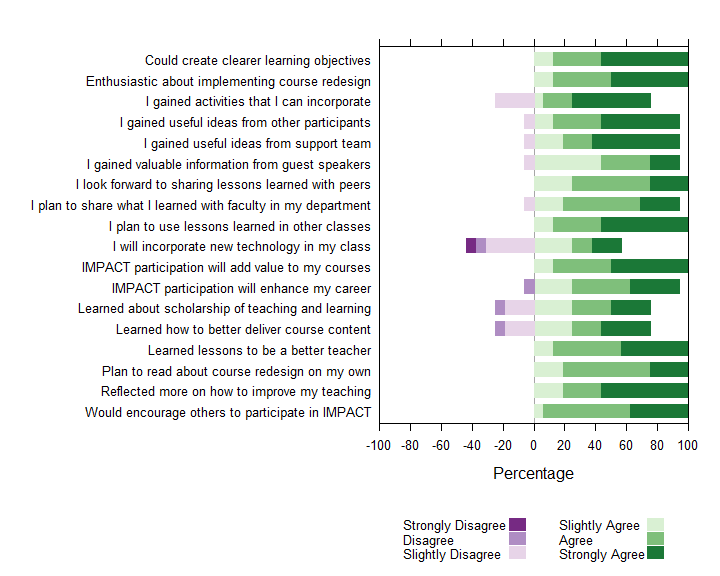 Could create clearer learning objectives
Enthusiastic about implementing course redesign
I gained activities that I can incorporate
I gained useful ideas from other participants
I gained useful ideas from support team
I gained valuable information from guest speakers
I look forward to sharing lessons learned with peers
I plan to share what I learned with faculty in my department
I plan to use lessons learned in other classes
I will incorporate new technology in my class
IMPACT participation will add value to my courses
IMPACT participation will enhance my career
Learned about scholarship of teaching and learning
Learned how to better deliver course content
Learned lessons to be a better teacher
Plan to read about course redesign on my own
Reflected more on how to improve my teaching
Would encourage others to participate in IMPACT
-100 -80 -60 -40 -20 0 20 40 60 80 100
Percentage
Strongly Disagree Slightly Agree
Disagree Agree
Slightly Disagree Strongly Agree